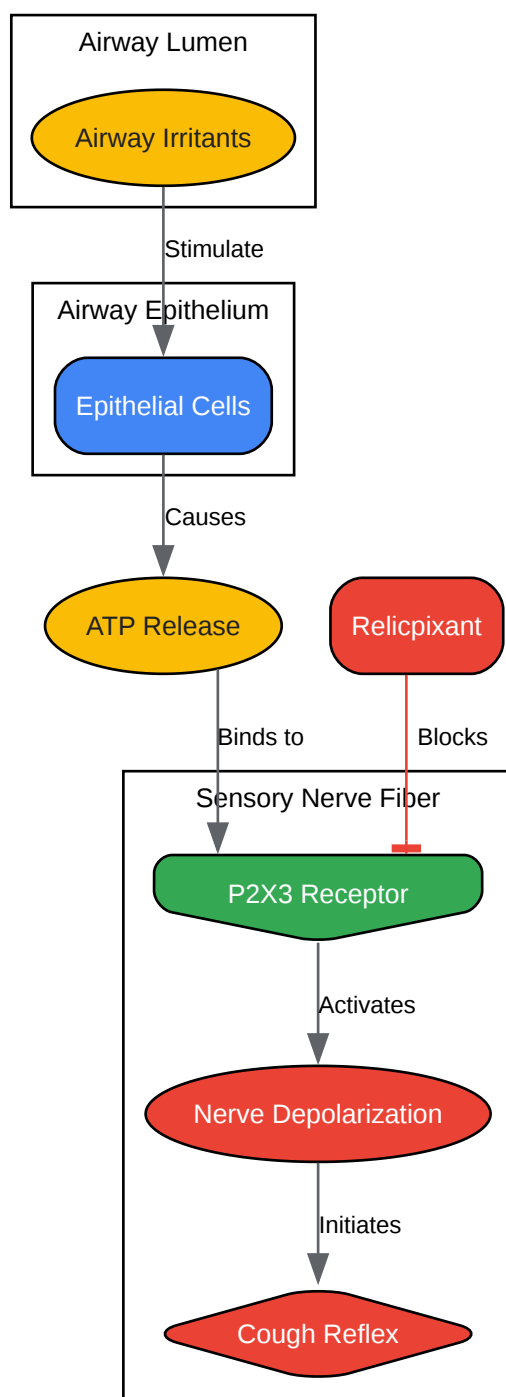 Airway Lumen
Airway Irritants
Stimulate
Airway Epithelium
Epithelial Cells
Causes
ATP Release
Relicpixant
Binds to
Blocks
Sensory Nerve Fiber
P2X3 Receptor
Activates
Nerve Depolarization
Initiates
Cough Reflex